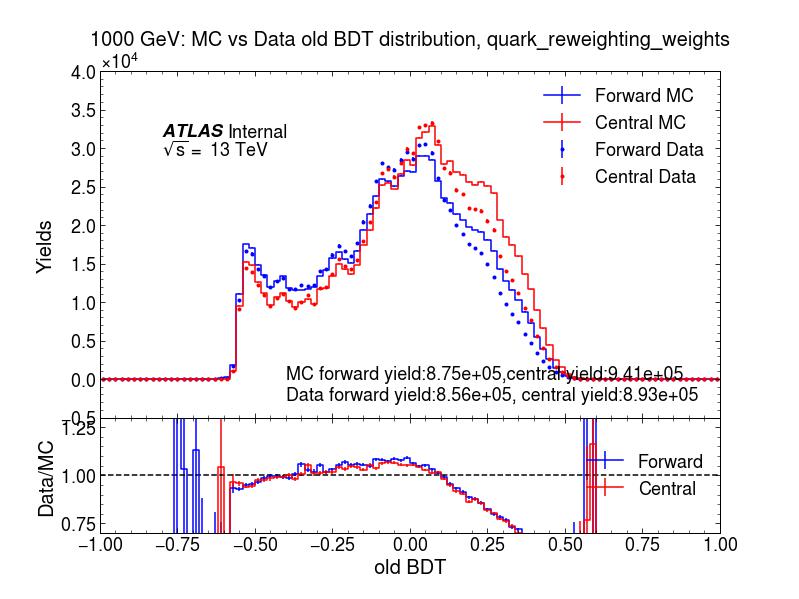 1000 GeV: MC vs Data old BDT distribution, quark_reweighting_weights
×10⁴
4.0
3.5
3.0
2.5
2.0
1.5
1.0
0.5
0.0
0.5
Yields
ATLAS Internal
√s = 13 TeV
Forward MC
Central MC
Forward Data
Central Data
MC forward yield:8.75e+05,central yield:9.41e+05
Data forward yield:8.56e+05, central yield:8.93e+05
1.25
1.00
0.75
Data/MC
Forward
Central
−1.00 −0.75 −0.50 −0.25 0.00 0.25 0.50 0.75 1.00
old BDT